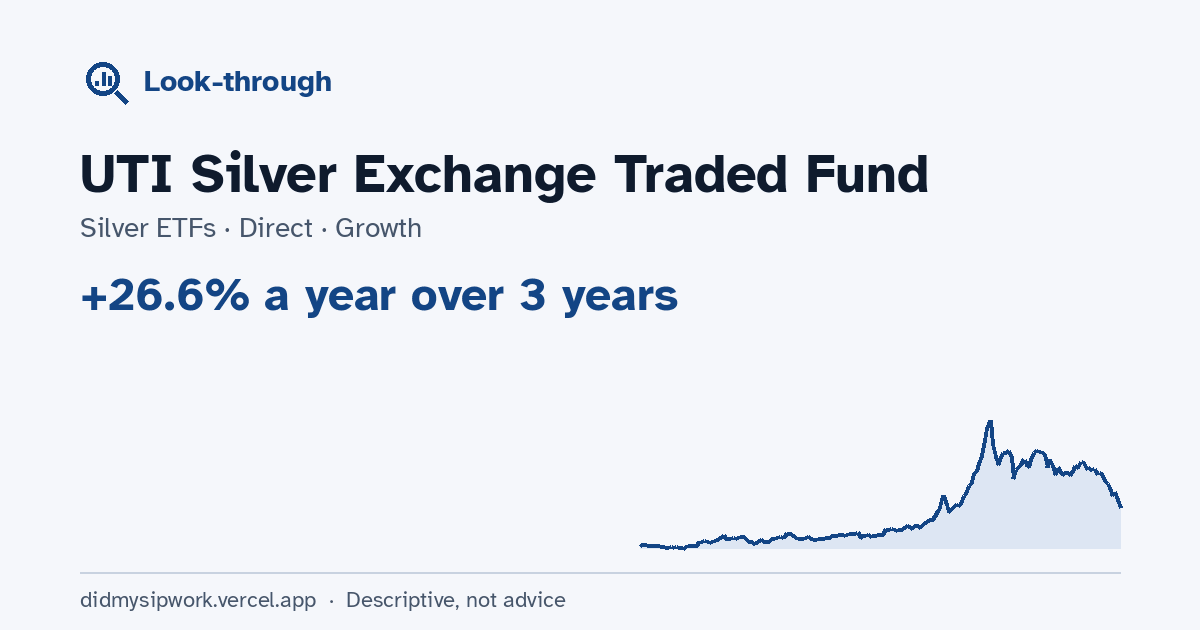 Look-through
UTI Silver Exchange Traded Fund
Silver ETFs · Direct · Growth
+26.6% a year over 3 years
didmysipwork.vercel.app · Descriptive, not advice